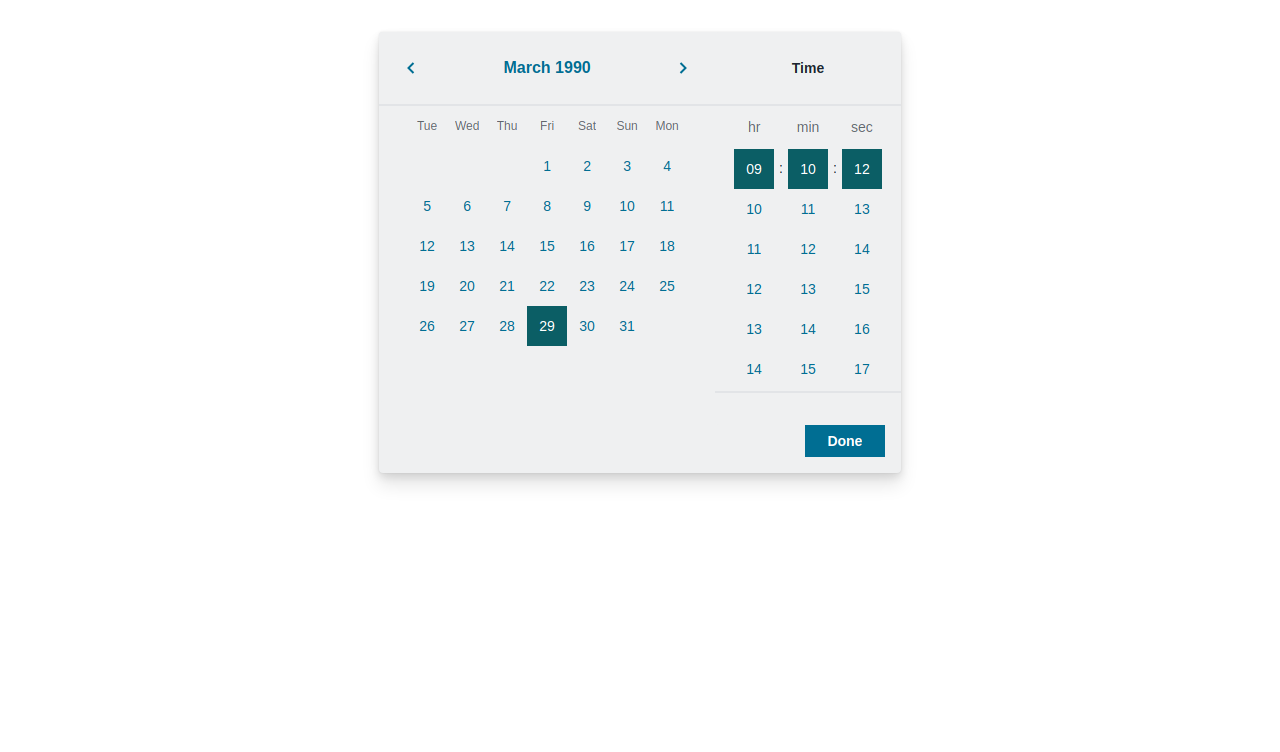 March 1990 Time
Tue Wed Thu Fri Sat Sun Mon hr min sec
1 2 3 4
5 6 7 8 9 10 11
12 13 14 15 16 17 18
19 20 21 22 23 24 25
26 27 28 29 30 31
09 : 10 : 12
10 11 13
11 12 14
12 13 15
13 14 16
14 15 17
Done